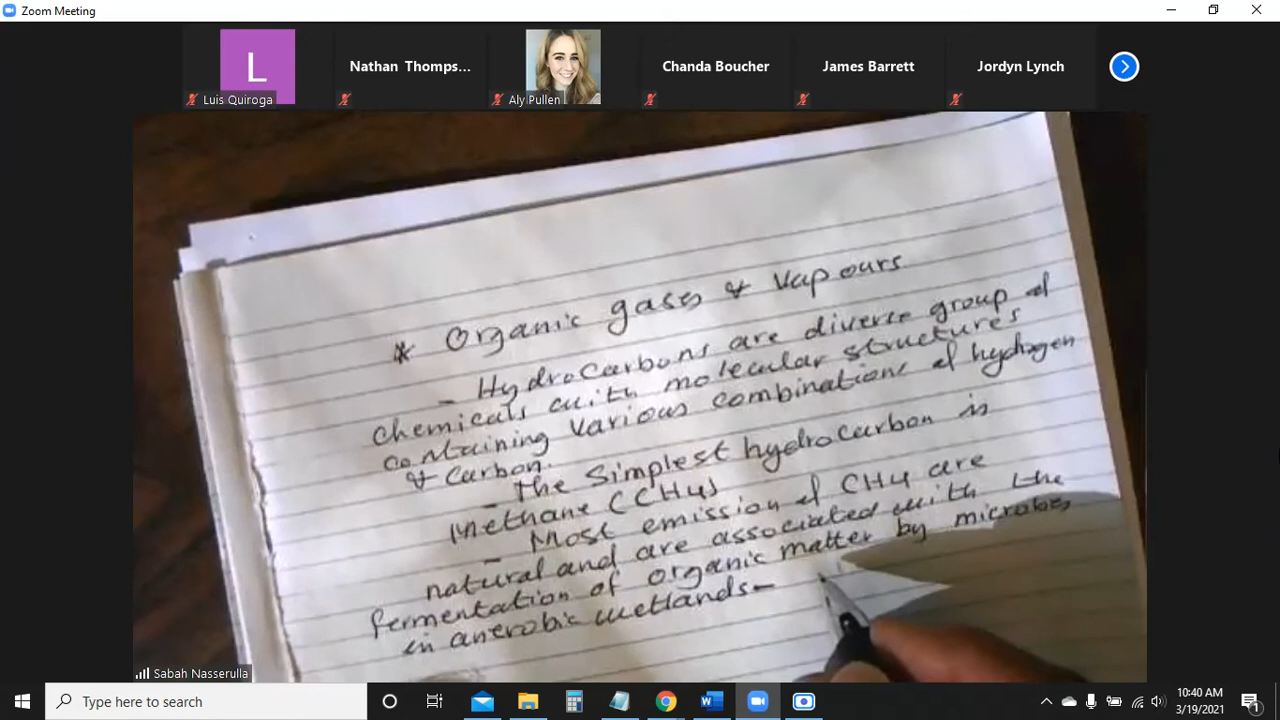 Zoom Meeting
L
Luis Quiroga
Nathan Thomps...
Aly Pullen
Chanda Boucher
James Barrett
Jordyn Lynch
* Organic gases & Vapours
- Hydrocarbons are diverse group of
chemicals with molecular structures
containing various combinations of hydrogen
& Carbon.
- The Simplest hydrocarbon is
Methane (CH4)
- Most emission of CH4 are
natural and are associated with the
fermentation of organic matter by microbes
in anerobic wetlands-
Sabah Nasserulla
Type here to search
10:40 AM
3/19/2021
1